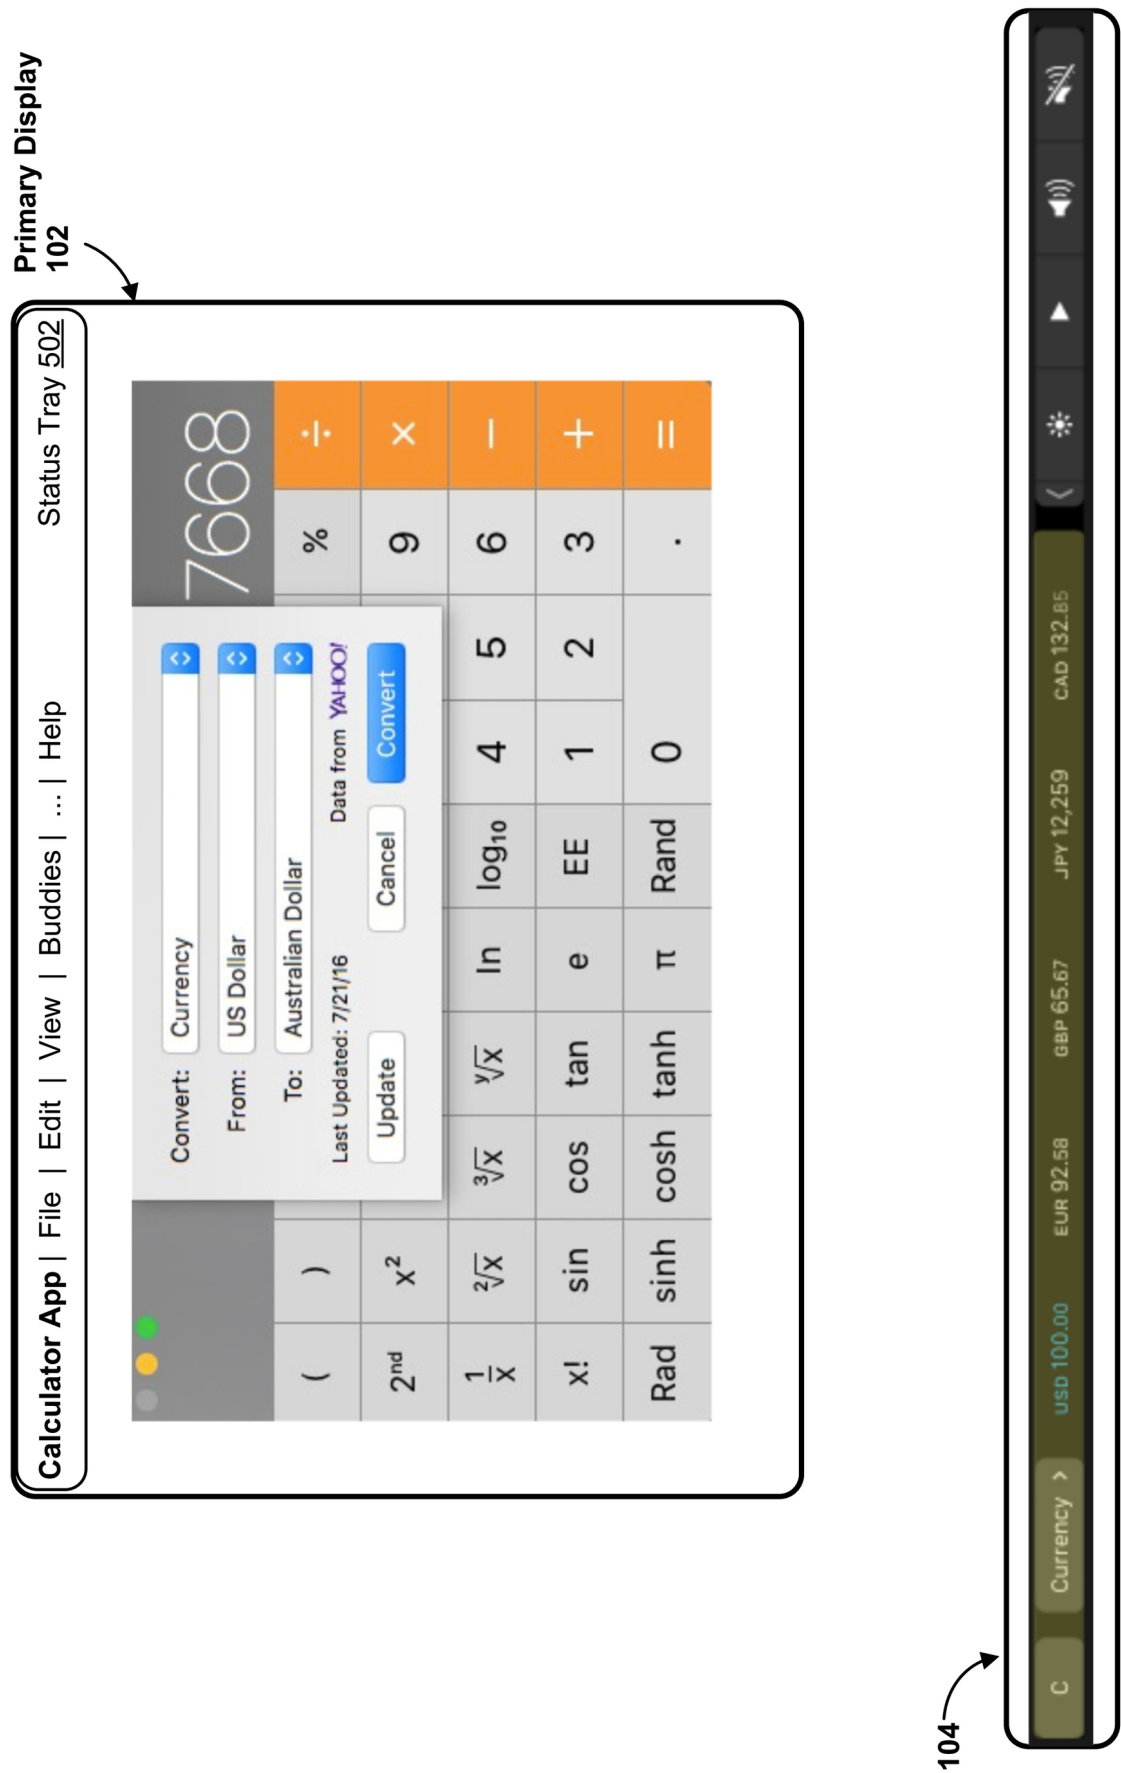 Primary Display
102
Calculator App | File | Edit | View | Buddies | ... | Help Status Tray 502
7668
Convert: Currency
From: US Dollar
To: Australian Dollar
Last Updated: 7/21/16 Data from YAHOO!
Update Cancel Convert
( ) % ÷
2nd x² 9 ×
1/x ²√x ³√x ʸ√x ln log₁₀ 4 5 6 −
x! sin cos tan e EE 1 2 3 +
Rad sinh cosh tanh π Rand 0 . =
104
C Currency > USD 100.00 EUR 92.58 GBP 65.67 JPY 12,259 CAD 132.85